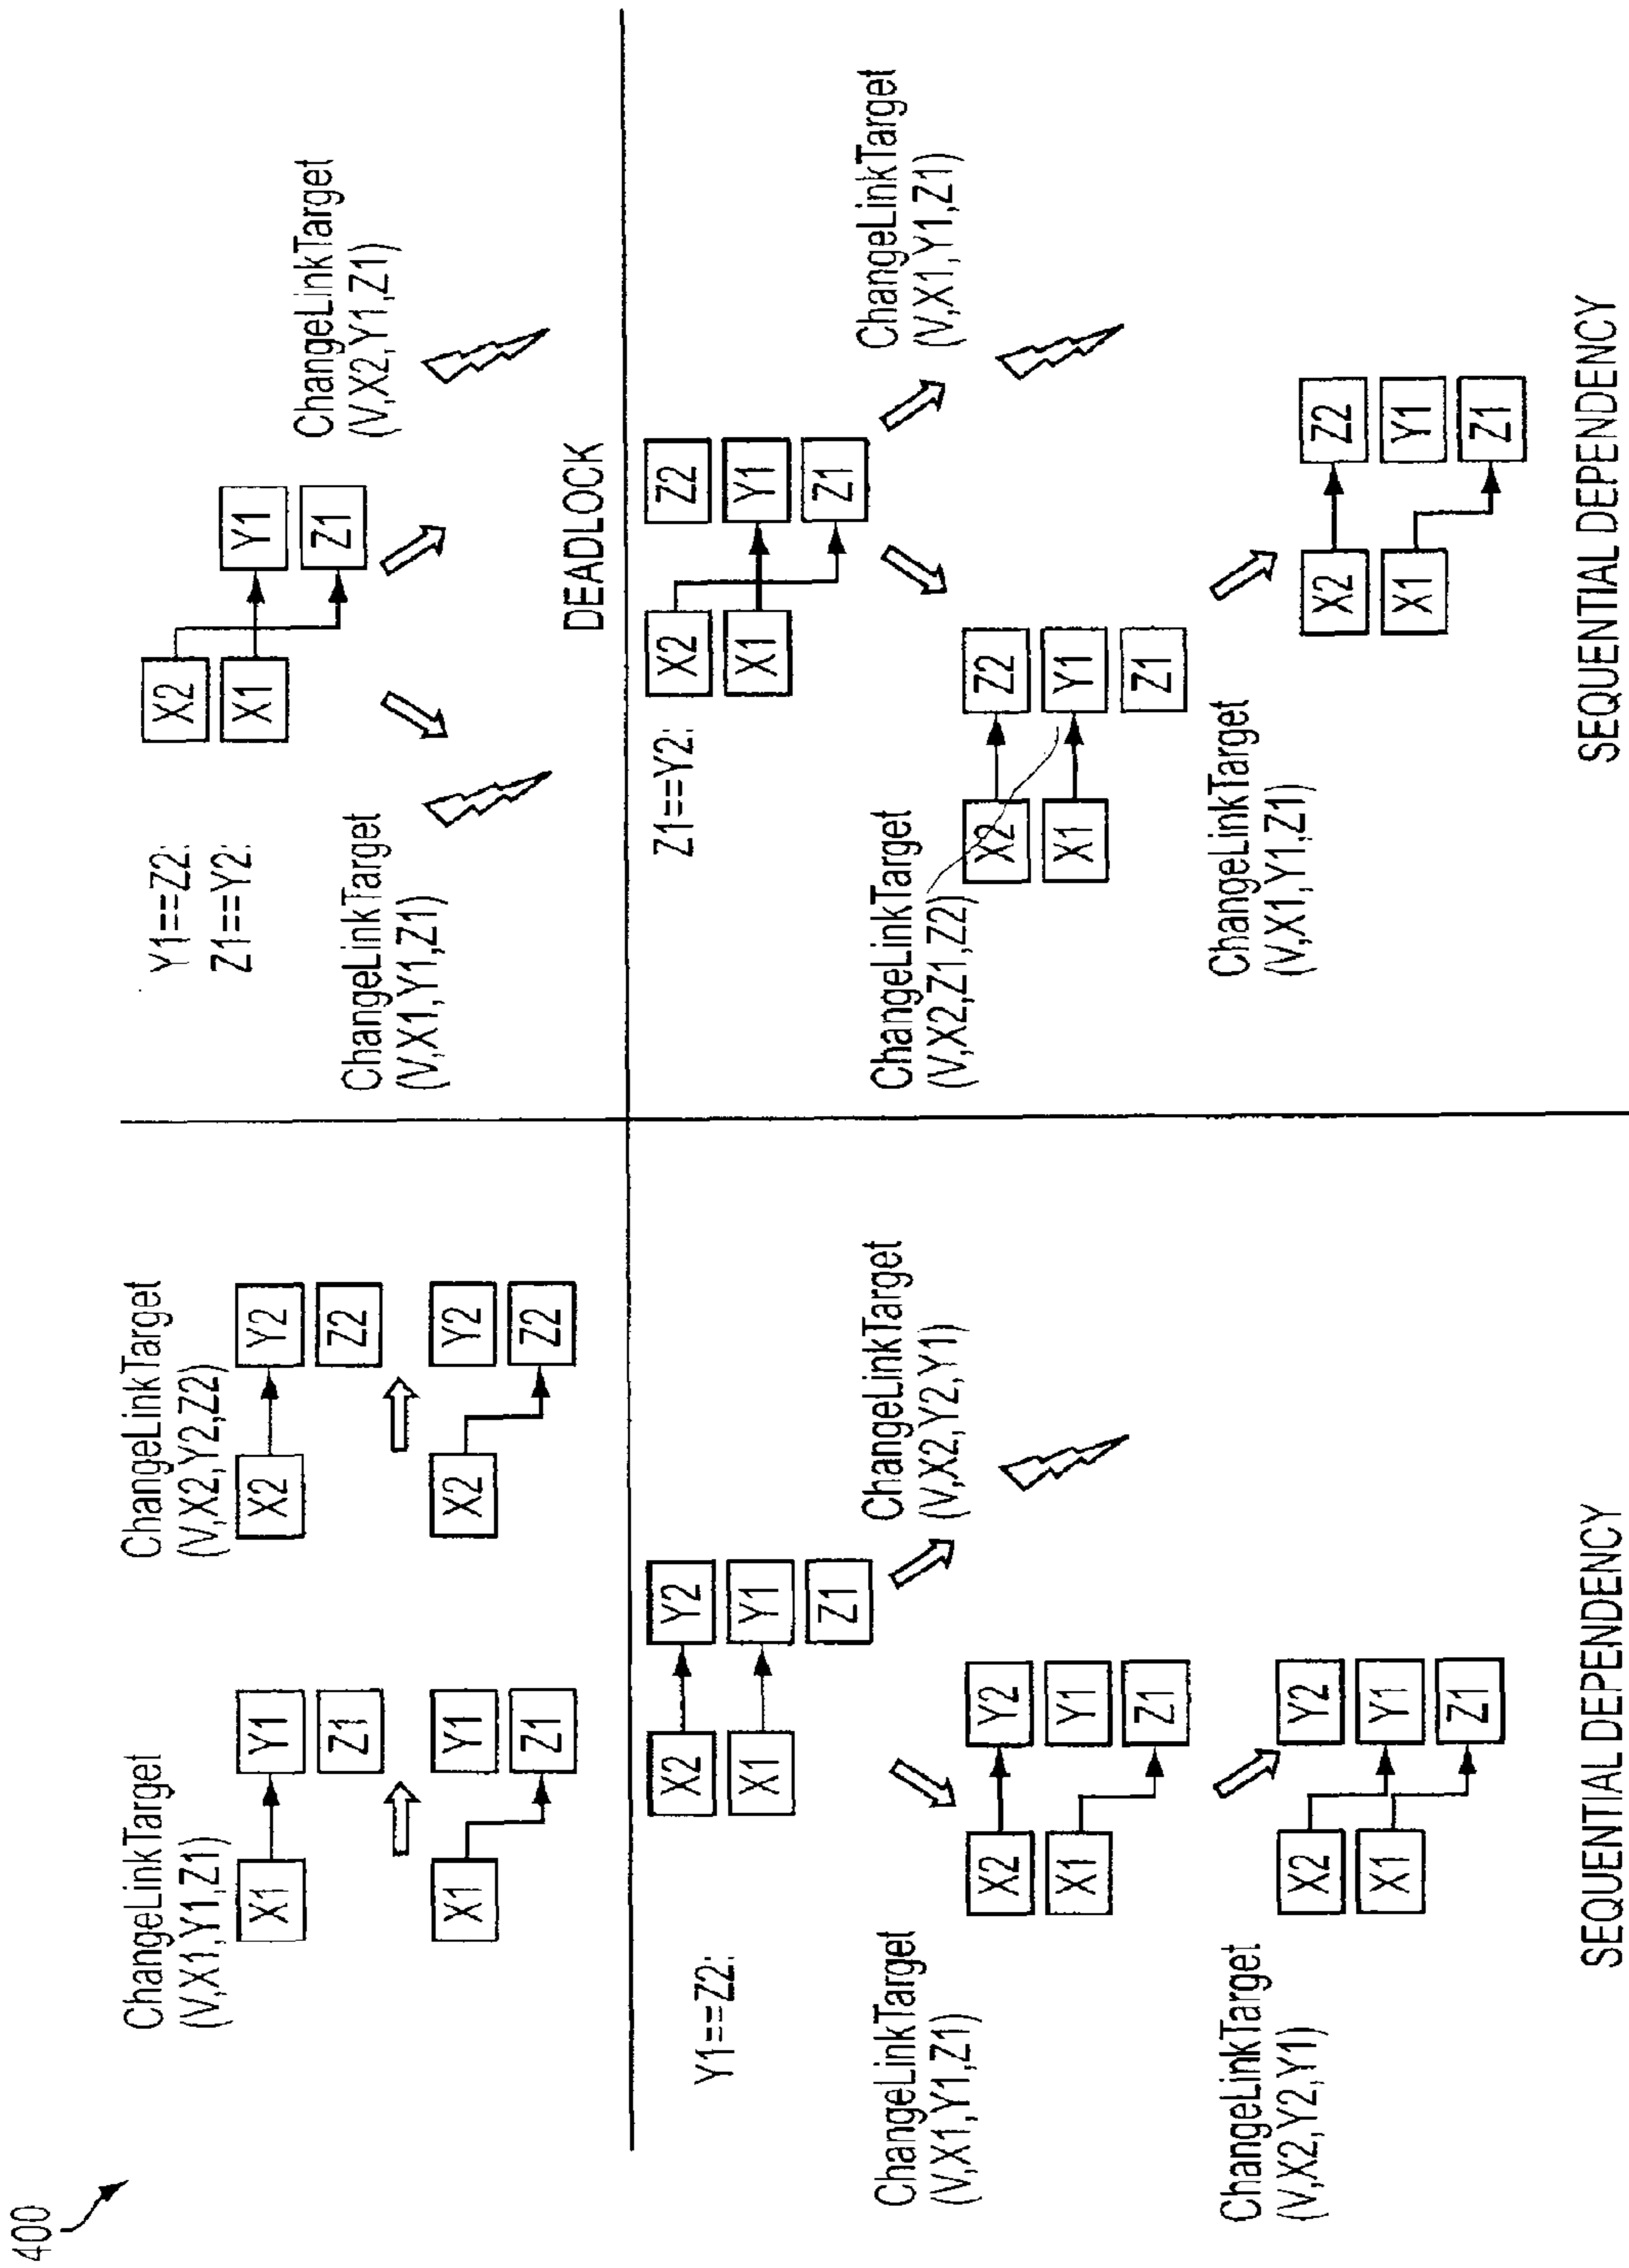 400
ChangeLinkTarget
(V,X1,Y1,Z1)
X1
Y1
Z1
X1
Y1
Z1
ChangeLinkTarget
(V,X2,Y2,Z2)
X2
Y2
Z2
X2
Y2
Z2
Y1==Z2:
Z1==Y2:
X2
X1
Y1
Z1
ChangeLinkTarget
(V,X1,Y1,Z1)
ChangeLinkTarget
(V,X2,Y1,Z1)
DEADLOCK
Y1==Z2:
X2
Y2
X1
Y1
Z1
ChangeLinkTarget
(V,X1,Y1,Z1)
ChangeLinkTarget
(V,X2,Y2,Y1)
X2
Y2
X1
Y1
Z1
ChangeLinkTarget
(V,X2,Y2,Y1)
X2
Y2
X1
Y1
Z1
SEQUENTIAL DEPENDENCY
Z1==Y2:
X2
Z2
X1
Y1
Z1
ChangeLinkTarget
(V,X2,Z1,Z2)
ChangeLinkTarget
(V,X1,Y1,Z1)
X2
Z2
X1
Y1
Z1
ChangeLinkTarget
(V,X1,Y1,Z1)
X2
Z2
X1
Y1
Z1
SEQUENTIAL DEPENDENCY